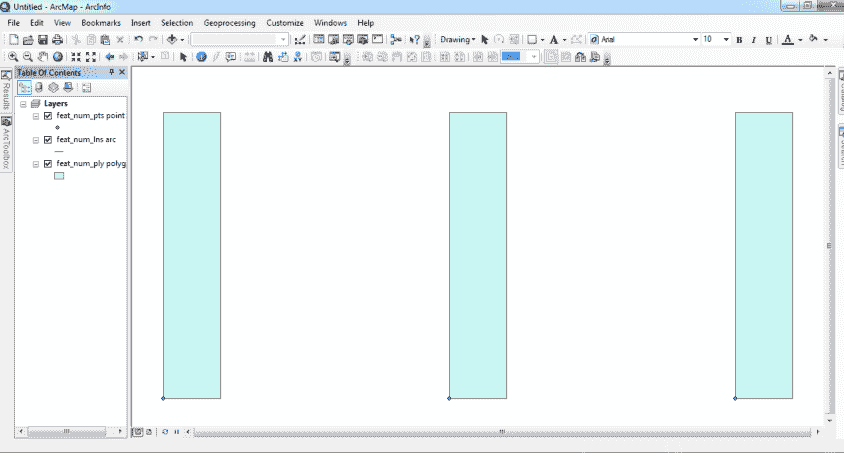 Untitled - ArcMap - ArcInfo
File Edit View Bookmarks Insert Selection Geoprocessing Customize Windows Help
Drawing Arial 10 B I U A
Table Of Contents
Results
ArcToolbox
Layers
feat_num_pts point
feat_num_lns arc
feat_num_ply polyg